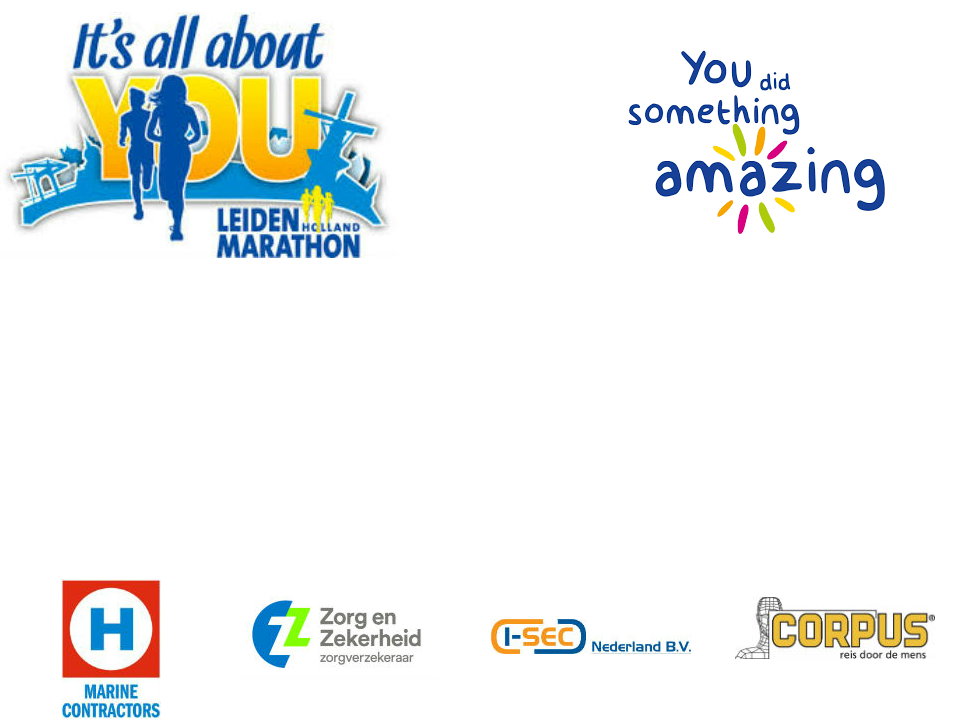 It's all about
YOU
LEIDEN
HOLLAND
MARATHON
You did
something
amazing
H
MARINE
CONTRACTORS
Zorg en
Zekerheid
zorgverzekeraar
I-SEC Nederland B.V.
CORPUS®
reis door de mens